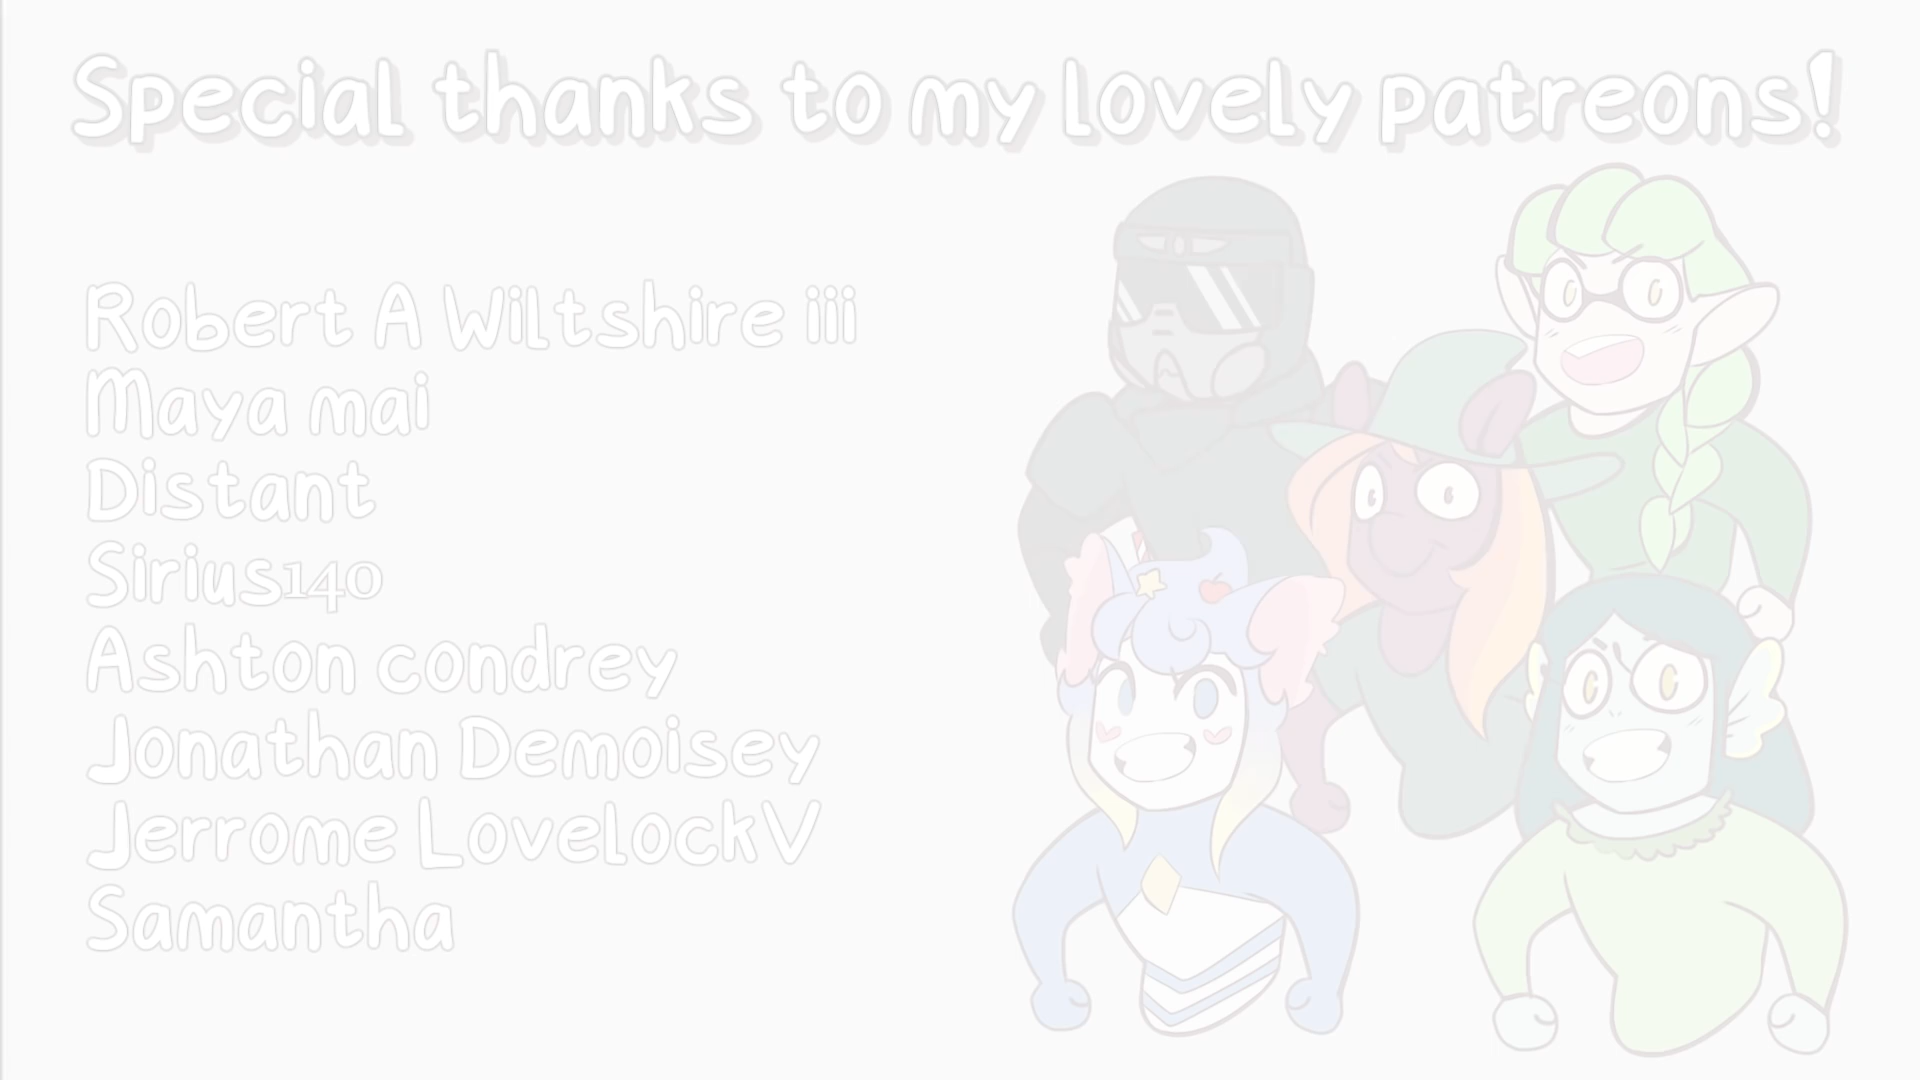 Special thanks to my lovely patreons!
Robert A Wiltshire iii
Maya mai
Distant
Sirius140
Ashton condrey
Jonathan Demoisey
Jerrome LovelockV
Samantha